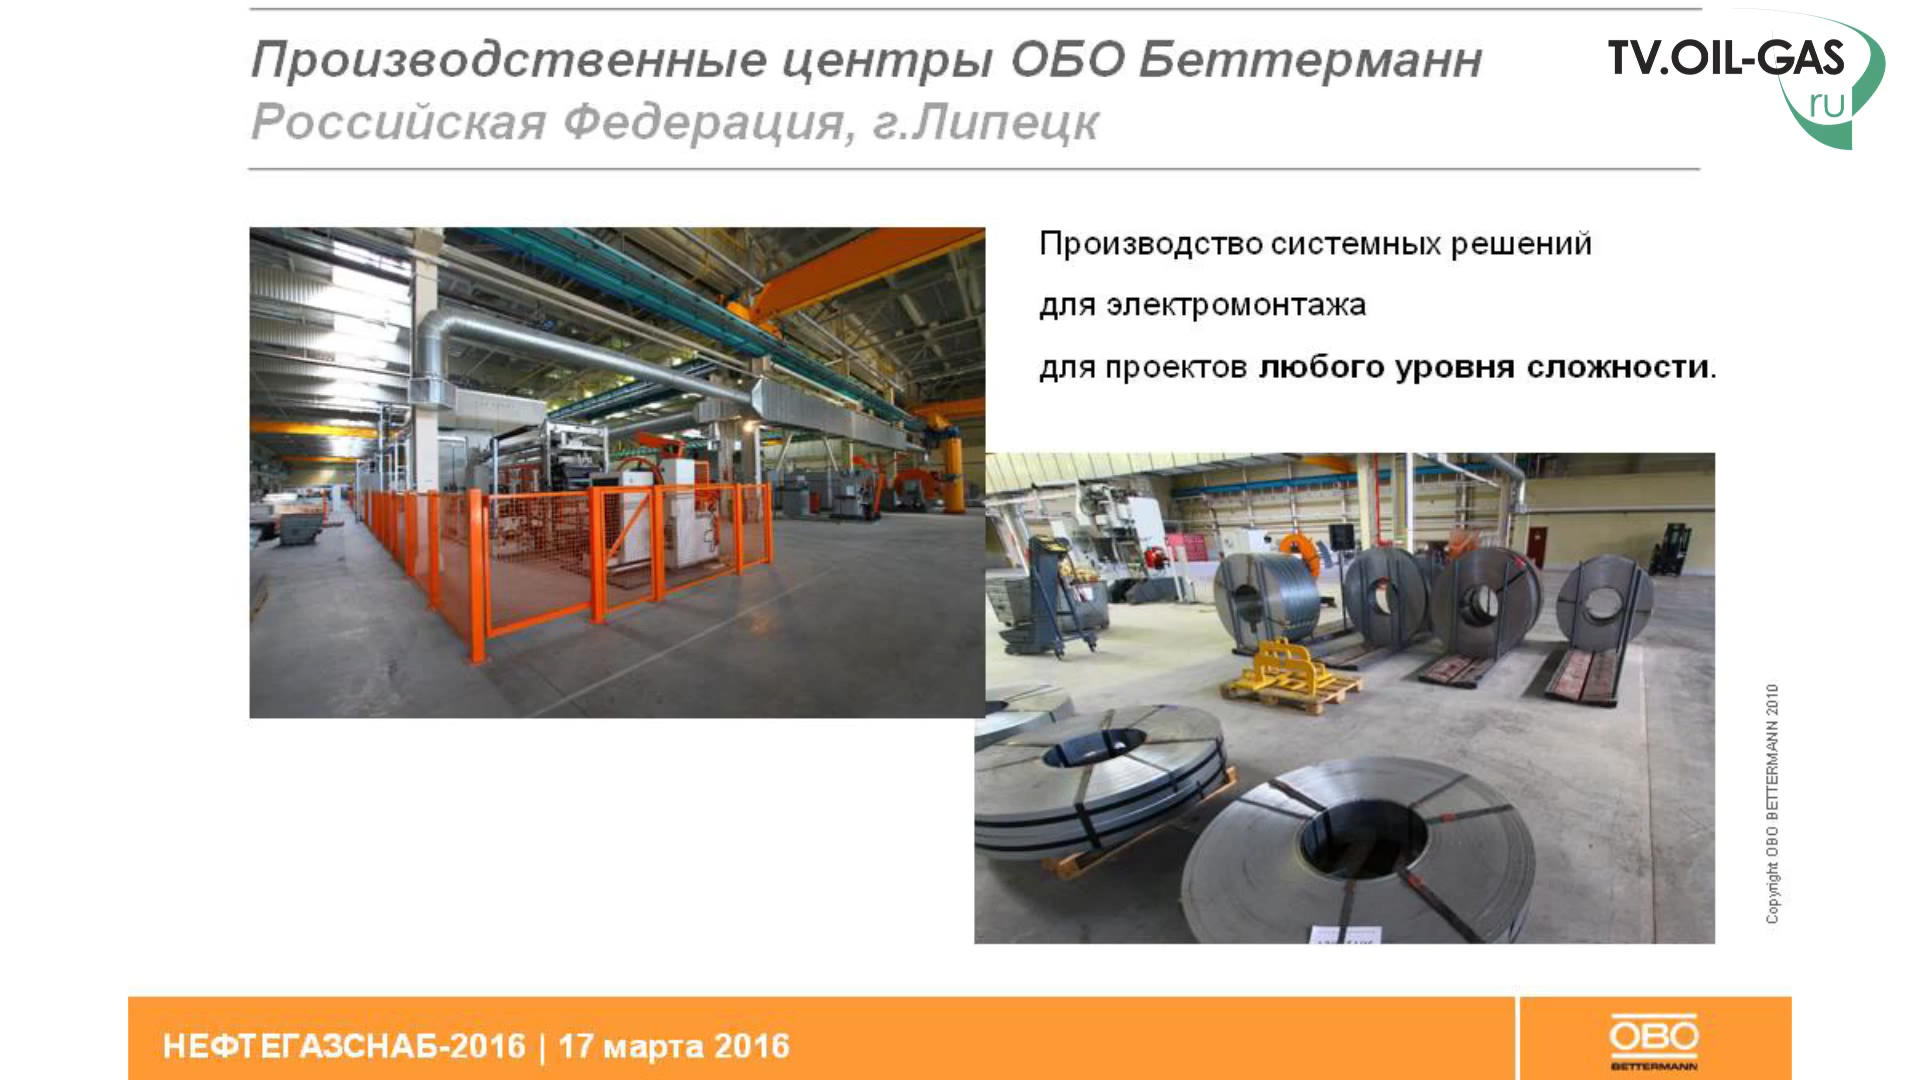 Производственные центры ОБО Беттерманн
Российская Федерация, г.Липецк
TV.OIL-GAS
ru
Производство системных решений
для электромонтажа
для проектов любого уровня сложности.
Copyright OBO BETTERMANN 2010
НЕФТЕГАЗСНАБ-2016 | 17 марта 2016
OBO
BETTERMANN